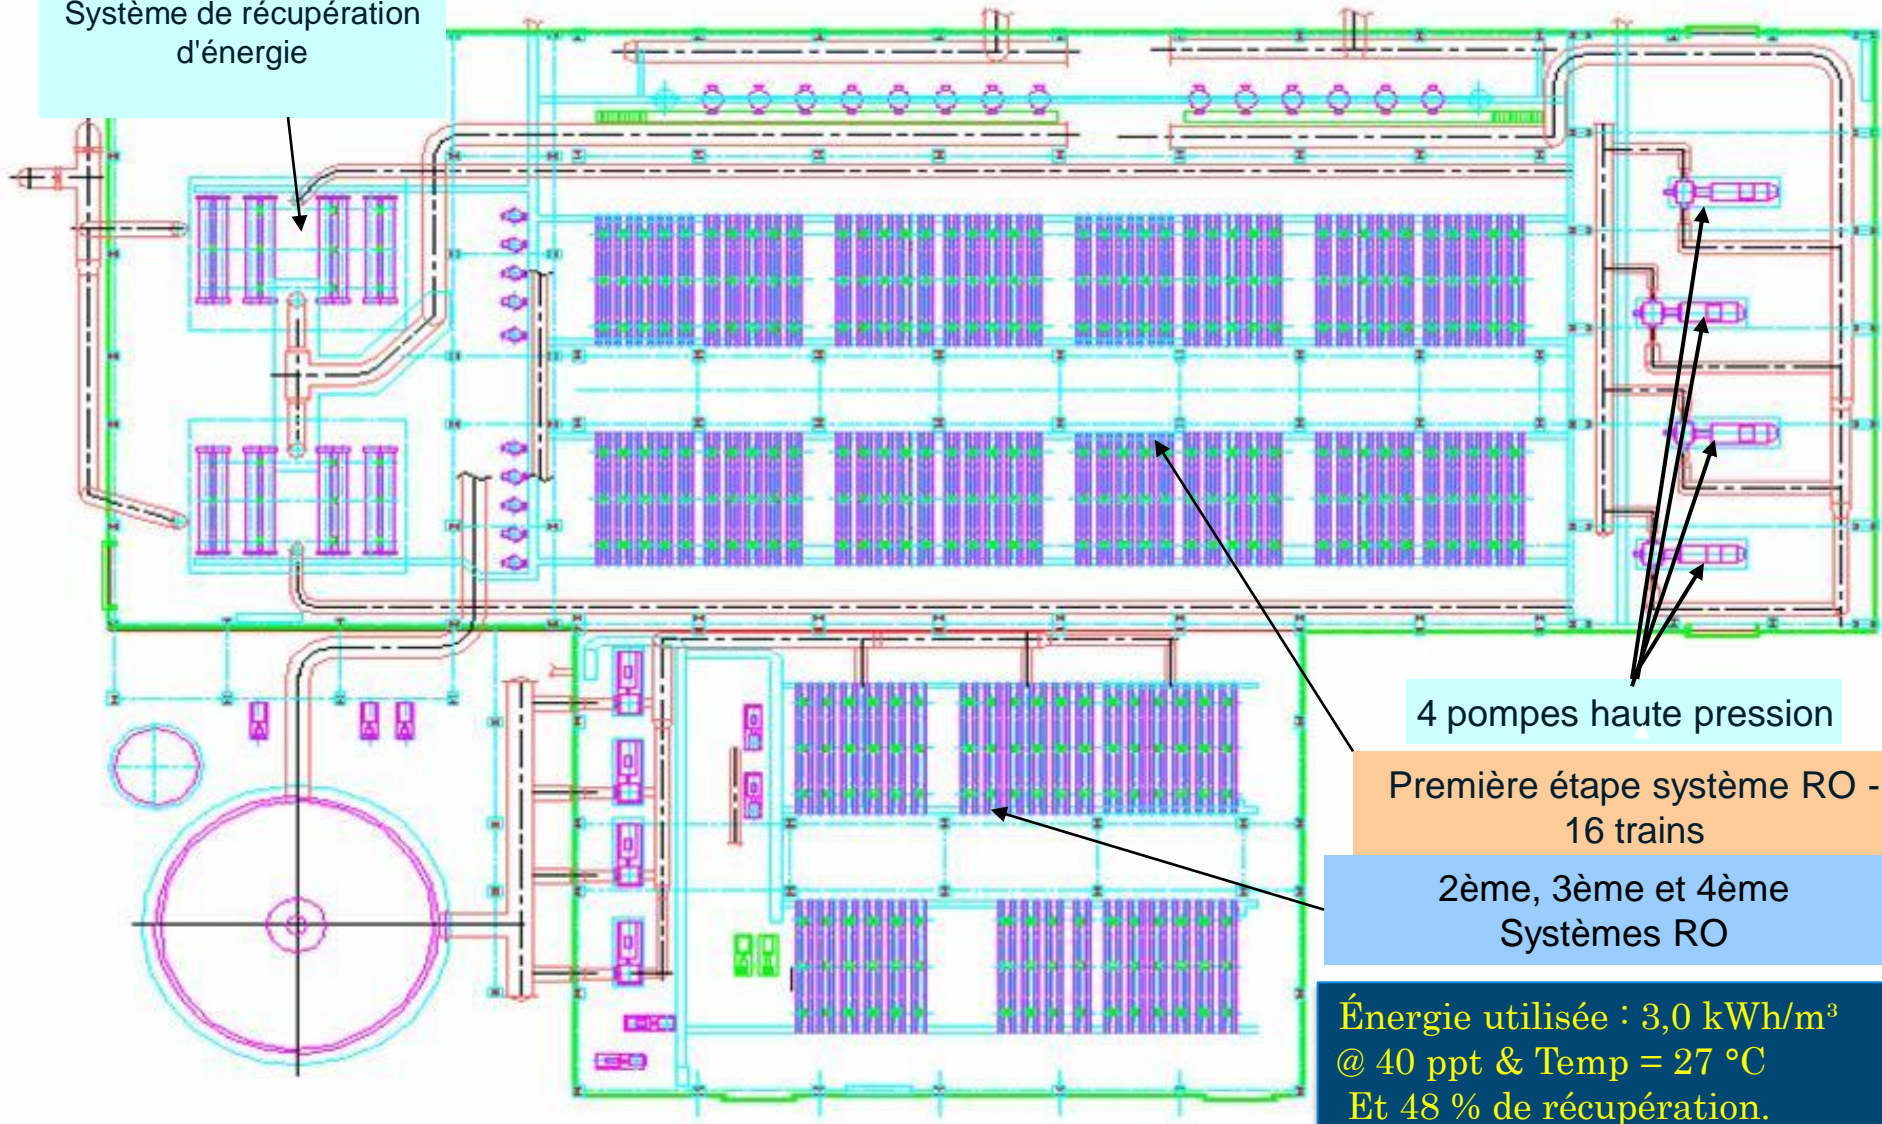 Système de récupération
d'énergie
4 pompes haute pression
Première étape système RO -
16 trains
2ème, 3ème et 4ème
Systèmes RO
Énergie utilisée : 3,0 kWh/m³
@ 40 ppt & Temp = 27 °C
Et 48 % de récupération.